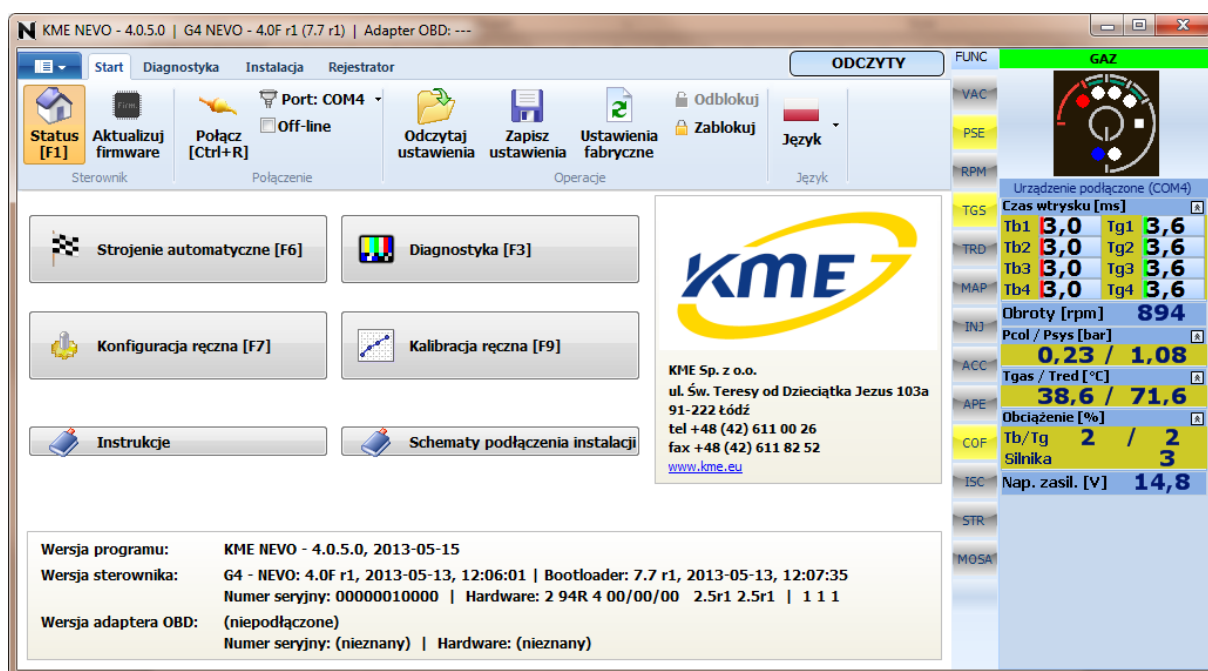 KME NEVO - 4.0.5.0 | G4 NEVO - 4.0F r1 (7.7 r1) | Adapter OBD: ---
Start Diagnostyka Instalacja Rejestrator ODCZYTY
Status [F1]
Aktualizuj firmware
Sterownik
Połącz [Ctrl+R]
Port: COM4
Off-line
Połączenie
Odczytaj ustawienia
Zapisz ustawienia
Ustawienia fabryczne
Odblokuj
Zablokuj
Operacje
Język
Język
Strojenie automatyczne [F6]
Diagnostyka [F3]
Konfiguracja ręczna [F7]
Kalibracja ręczna [F9]
Instrukcje
Schematy podłączenia instalacji
KME
KME Sp. z o.o.
ul. Św. Teresy od Dzieciątka Jezus 103a
91-222 Łódź
tel +48 (42) 611 00 26
fax +48 (42) 611 82 52
www.kme.eu
Wersja programu: KME NEVO - 4.0.5.0, 2013-05-15
Wersja sterownika: G4 - NEVO: 4.0F r1, 2013-05-13, 12:06:01 | Bootloader: 7.7 r1, 2013-05-13, 12:07:35
Numer seryjny: 00000010000 | Hardware: 2 94R 4 00/00/00 2.5r1 2.5r1 | 1 1 1
Wersja adaptera OBD: (niepodłączone)
Numer seryjny: (nieznany) | Hardware: (nieznany)
FUNC
VAC
PSE
RPM
TGS
TRD
MAP
INJ
ACC
APE
COF
ISC
STR
MOSA
GAZ
Urządzenie podłączone (COM4)
Czas wtrysku [ms]
Tb1 3,0 Tg1 3,6
Tb2 3,0 Tg2 3,6
Tb3 3,0 Tg3 3,6
Tb4 3,0 Tg4 3,6
Obroty [rpm] 894
Pcol / Psys [bar]
0,23 / 1,08
Tgas / Tred [°C]
38,6 / 71,6
Obciążenie [%]
Tb/Tg 2 / 2
Silnika 3
Nap. zasil. [V] 14,8